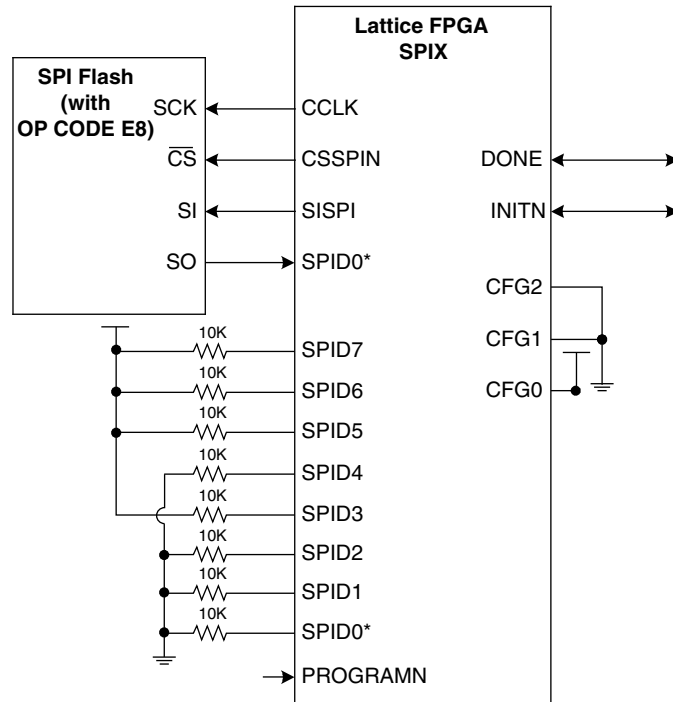 Lattice FPGA
SPIX
SPI Flash
(with
OP CODE E8)
SCK
CS
SI
SO
CCLK
CSSPIN
SISPI
SPID0*
DONE
INITN
CFG2
CFG1
CFG0
10K
SPID7
10K
SPID6
10K
SPID5
10K
SPID4
10K
SPID3
10K
SPID2
10K
SPID1
10K
SPID0*
PROGRAMN